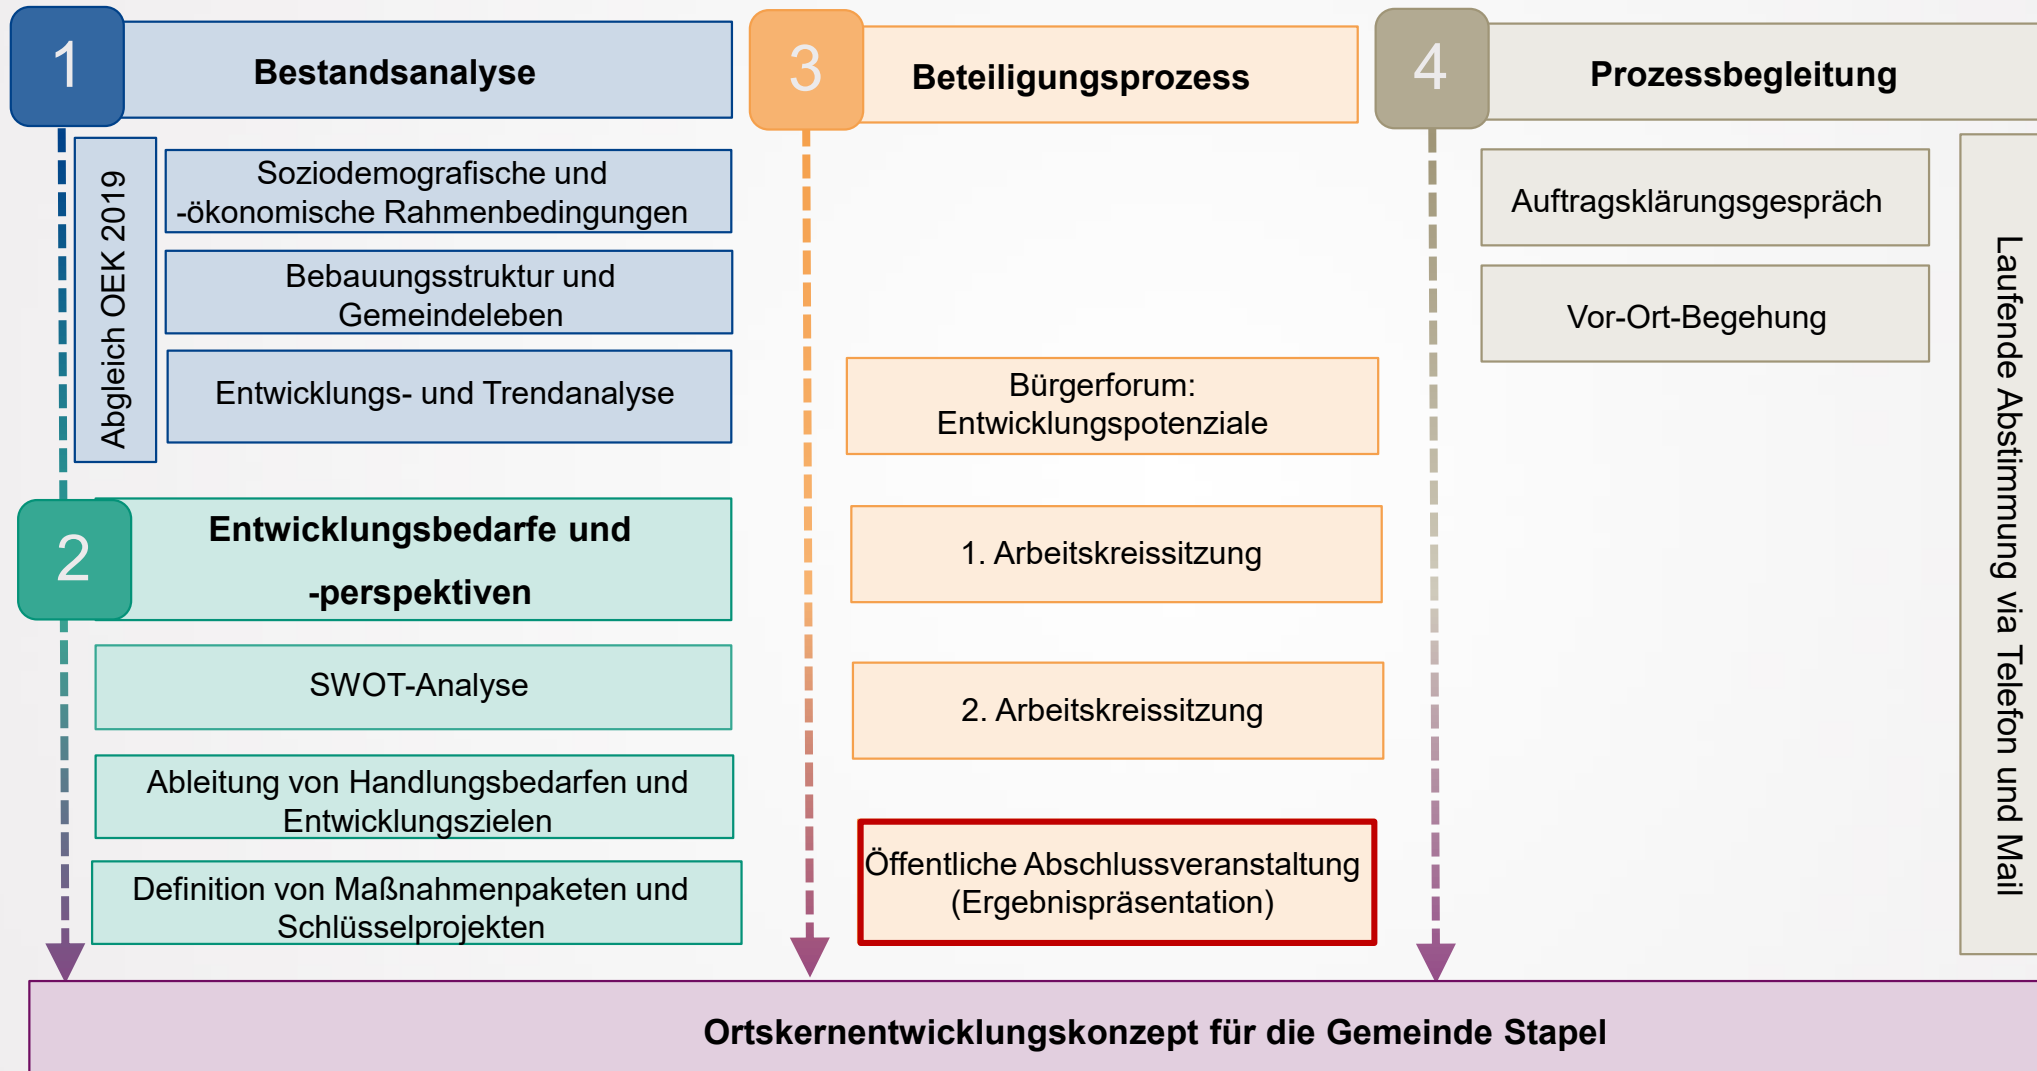 1
Bestandsanalyse
Abgleich OEK 2019
Soziodemografische und
-ökonomische Rahmenbedingungen
Bebauungsstruktur und
Gemeindeleben
Entwicklungs- und Trendanalyse
2
Entwicklungsbedarfe und
-perspektiven
SWOT-Analyse
Ableitung von Handlungsbedarfen und
Entwicklungszielen
Definition von Maßnahmenpaketen und
Schlüsselprojekten
3
Beteiligungsprozess
Bürgerforum:
Entwicklungspotenziale
1. Arbeitskreissitzung
2. Arbeitskreissitzung
Öffentliche Abschlussveranstaltung
(Ergebnispräsentation)
4
Prozessbegleitung
Auftragsklärungsgespräch
Vor-Ort-Begehung
Laufende Abstimmung via Telefon und Mail
Ortskernentwicklungskonzept für die Gemeinde Stapel